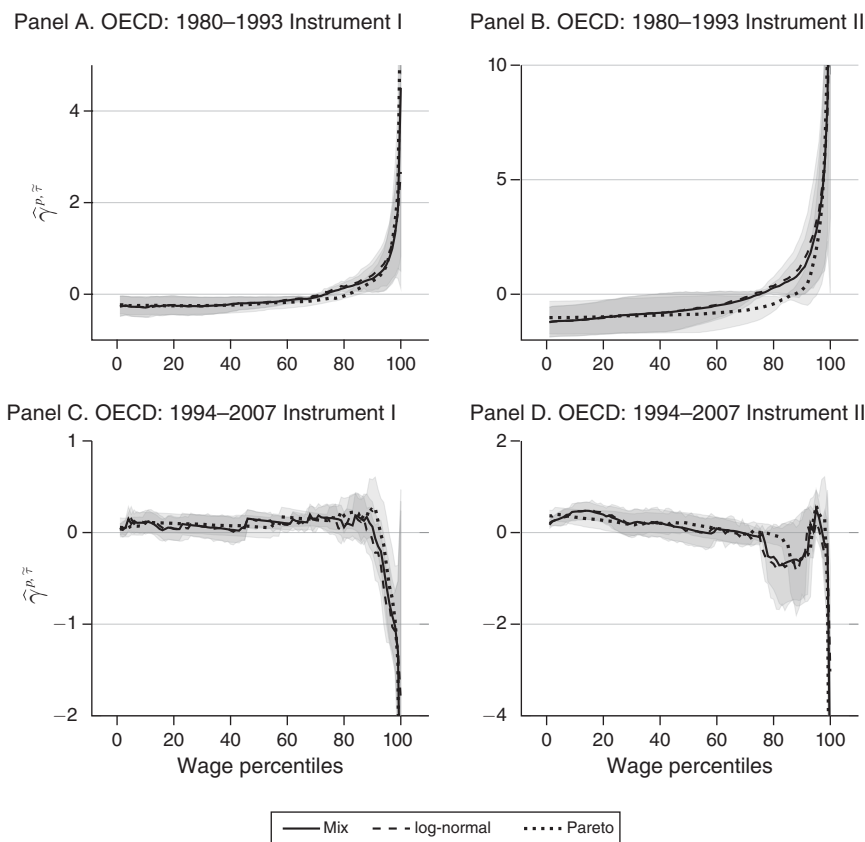 Panel A. OECD: 1980–1993 Instrument I
Panel B. OECD: 1980–1993 Instrument II
4
2
0
0 20 40 60 80 100
10
5
0
0 20 40 60 80 100
γ̂^{p,τ̃}
Panel C. OECD: 1994–2007 Instrument I
Panel D. OECD: 1994–2007 Instrument II
1
0
−1
−2
0 20 40 60 80 100
2
0
−2
−4
0 20 40 60 80 100
γ̂^{p,τ̃}
Wage percentiles
Wage percentiles
Mix log-normal Pareto